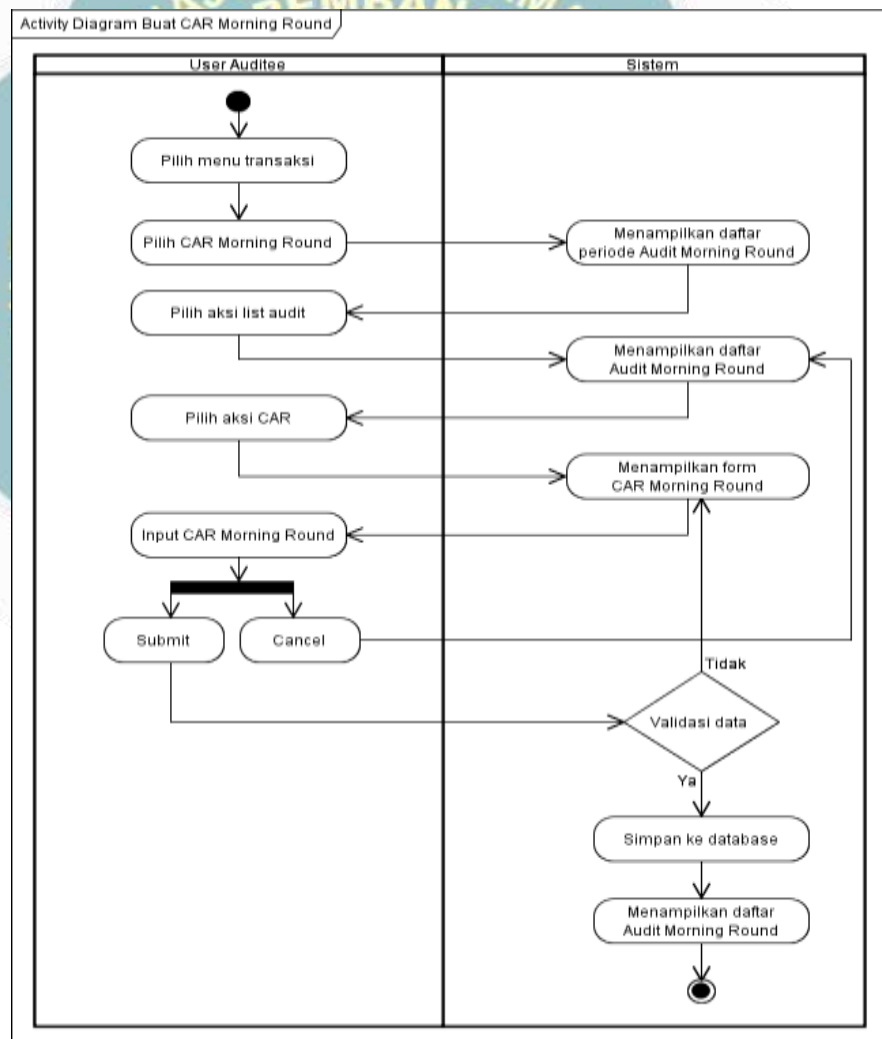 Activity Diagram Buat CAR Morning Round
User Auditee
Sistem
Pilih menu transaksi
Pilih CAR Morning Round
Menampilkan daftar
periode Audit Morning Round
Pilih aksi list audit
Menampilkan daftar
Audit Morning Round
Pilih aksi CAR
Menampilkan form
CAR Morning Round
Input CAR Morning Round
Submit
Cancel
Tidak
Validasi data
Ya
Simpan ke database
Menampilkan daftar
Audit Morning Round